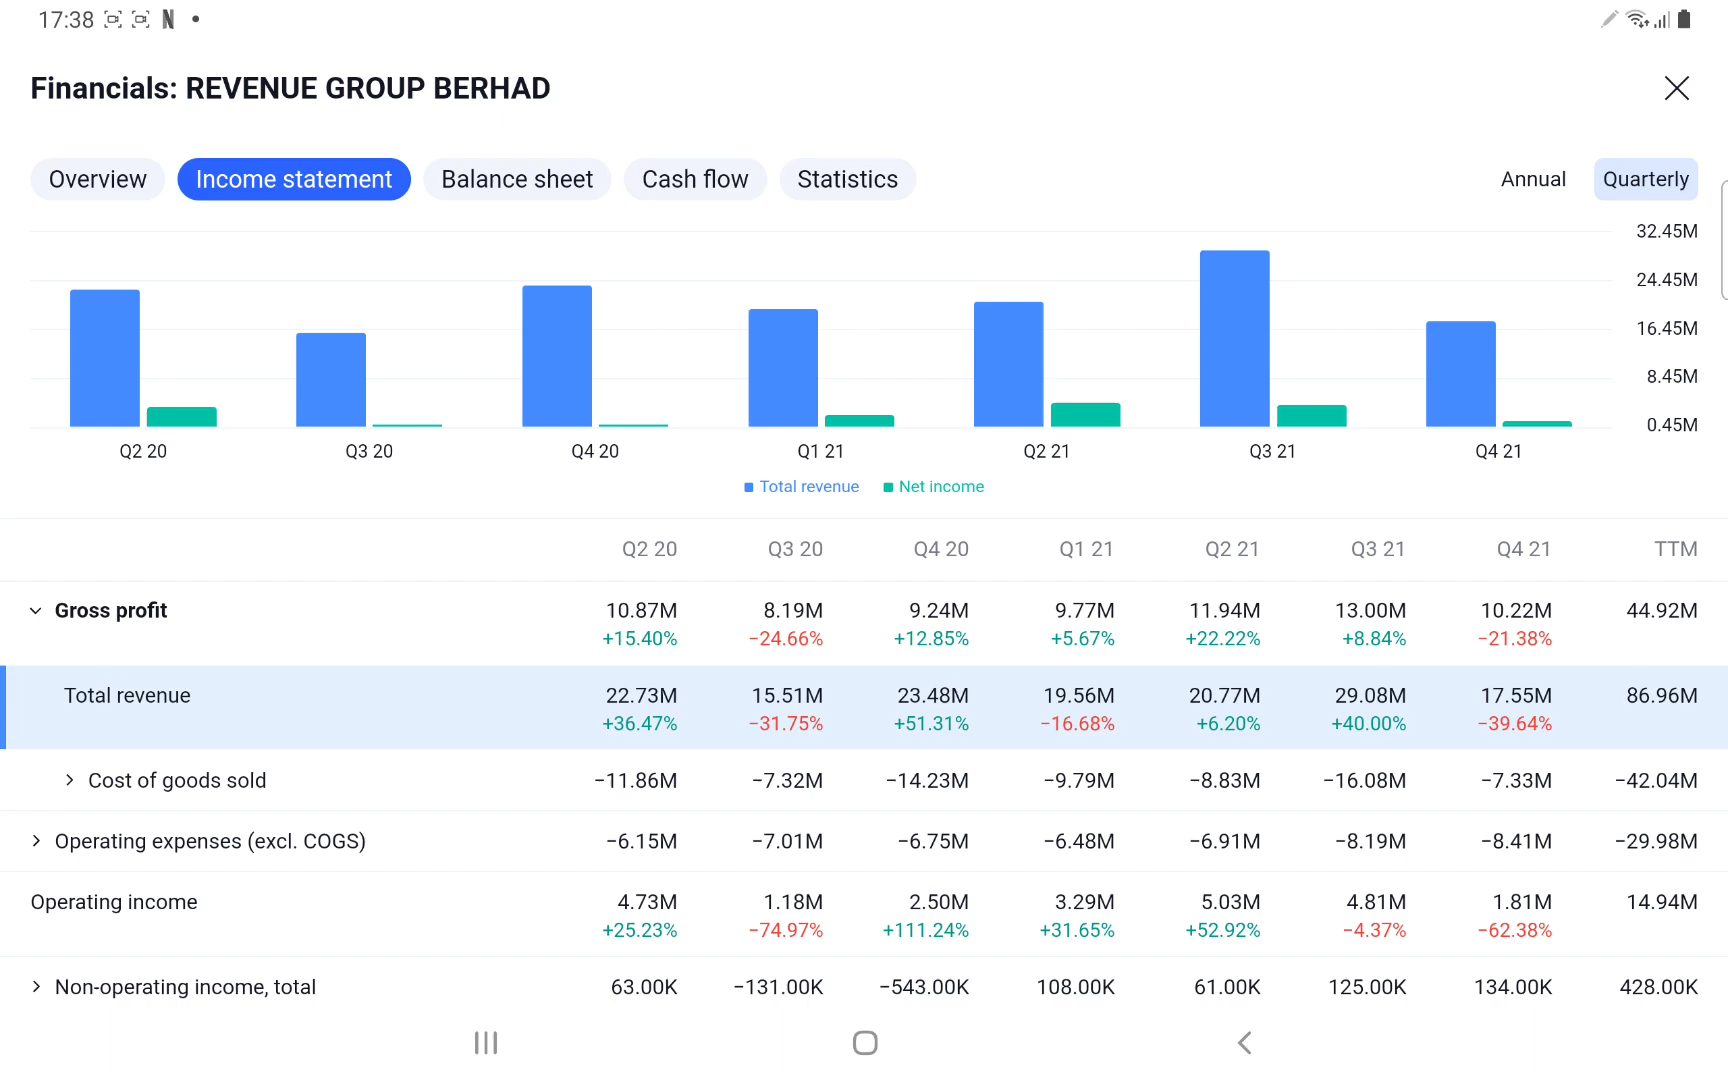 17:38
Financials: REVENUE GROUP BERHAD
Overview Income statement Balance sheet Cash flow Statistics Annual Quarterly
32.45M
24.45M
16.45M
8.45M
0.45M
Q2 20 Q3 20 Q4 20 Q1 21 Q2 21 Q3 21 Q4 21
Total revenue Net income
Q2 20 Q3 20 Q4 20 Q1 21 Q2 21 Q3 21 Q4 21 TTM
Gross profit 10.87M 8.19M 9.24M 9.77M 11.94M 13.00M 10.22M 44.92M
+15.40% −24.66% +12.85% +5.67% +22.22% +8.84% −21.38%
Total revenue 22.73M 15.51M 23.48M 19.56M 20.77M 29.08M 17.55M 86.96M
+36.47% −31.75% +51.31% −16.68% +6.20% +40.00% −39.64%
Cost of goods sold −11.86M −7.32M −14.23M −9.79M −8.83M −16.08M −7.33M −42.04M
Operating expenses (excl. COGS) −6.15M −7.01M −6.75M −6.48M −6.91M −8.19M −8.41M −29.98M
Operating income 4.73M 1.18M 2.50M 3.29M 5.03M 4.81M 1.81M 14.94M
+25.23% −74.97% +111.24% +31.65% +52.92% −4.37% −62.38%
Non-operating income, total 63.00K −131.00K −543.00K 108.00K 61.00K 125.00K 134.00K 428.00K